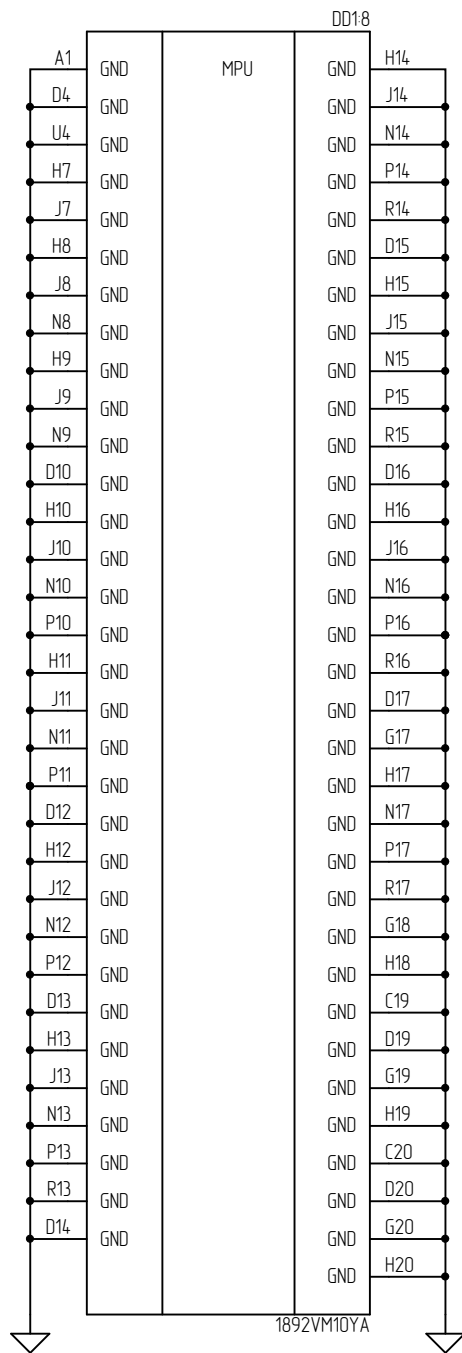 DD1:8
A1 GND MPU GND H14
D4 GND GND J14
U4 GND GND N14
H7 GND GND P14
J7 GND GND R14
H8 GND GND D15
J8 GND GND H15
N8 GND GND J15
H9 GND GND N15
J9 GND GND P15
N9 GND GND R15
D10 GND GND D16
H10 GND GND H16
J10 GND GND J16
N10 GND GND N16
P10 GND GND P16
H11 GND GND R16
J11 GND GND D17
N11 GND GND G17
P11 GND GND H17
D12 GND GND N17
H12 GND GND P17
J12 GND GND R17
N12 GND GND G18
P12 GND GND H18
D13 GND GND C19
H13 GND GND D19
J13 GND GND G19
N13 GND GND H19
P13 GND GND C20
R13 GND GND D20
D14 GND GND G20
GND H20
1892VM10YA